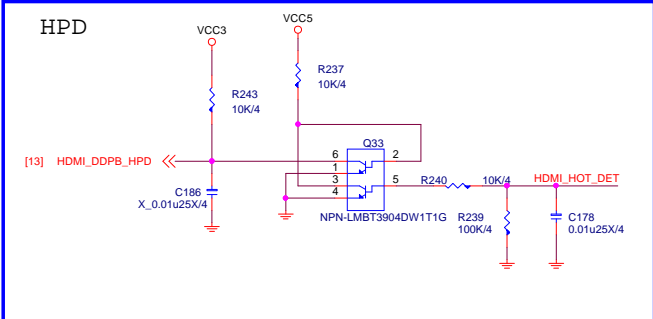 HPD
VCC3
VCC5
R243
10K/4
R237
10K/4
Q33
[13] HDMI_DDPB_HPD
6
1
3
4
2
5
R240
10K/4
HDMI_HOT_DET
C186
X_0.01u25X/4
NPN-LMBT3904DW1T1G
R239
100K/4
C178
0.01u25X/4